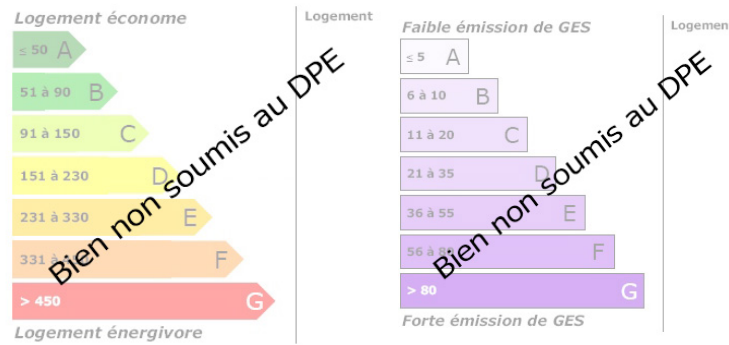 Logement économe
Logement
≤ 50 A
51 à 90 B
91 à 150 C
151 à 230 D
231 à 330 E
331 à F
> 450 G
Logement énergivore
Bien non soumis au DPE
Faible émission de GES
Logemen
≤ 5 A
6 à 10 B
11 à 20 C
21 à 35 D
36 à 55 E
56 à 80 F
> 80 G
Forte émission de GES
Bien non soumis au DPE